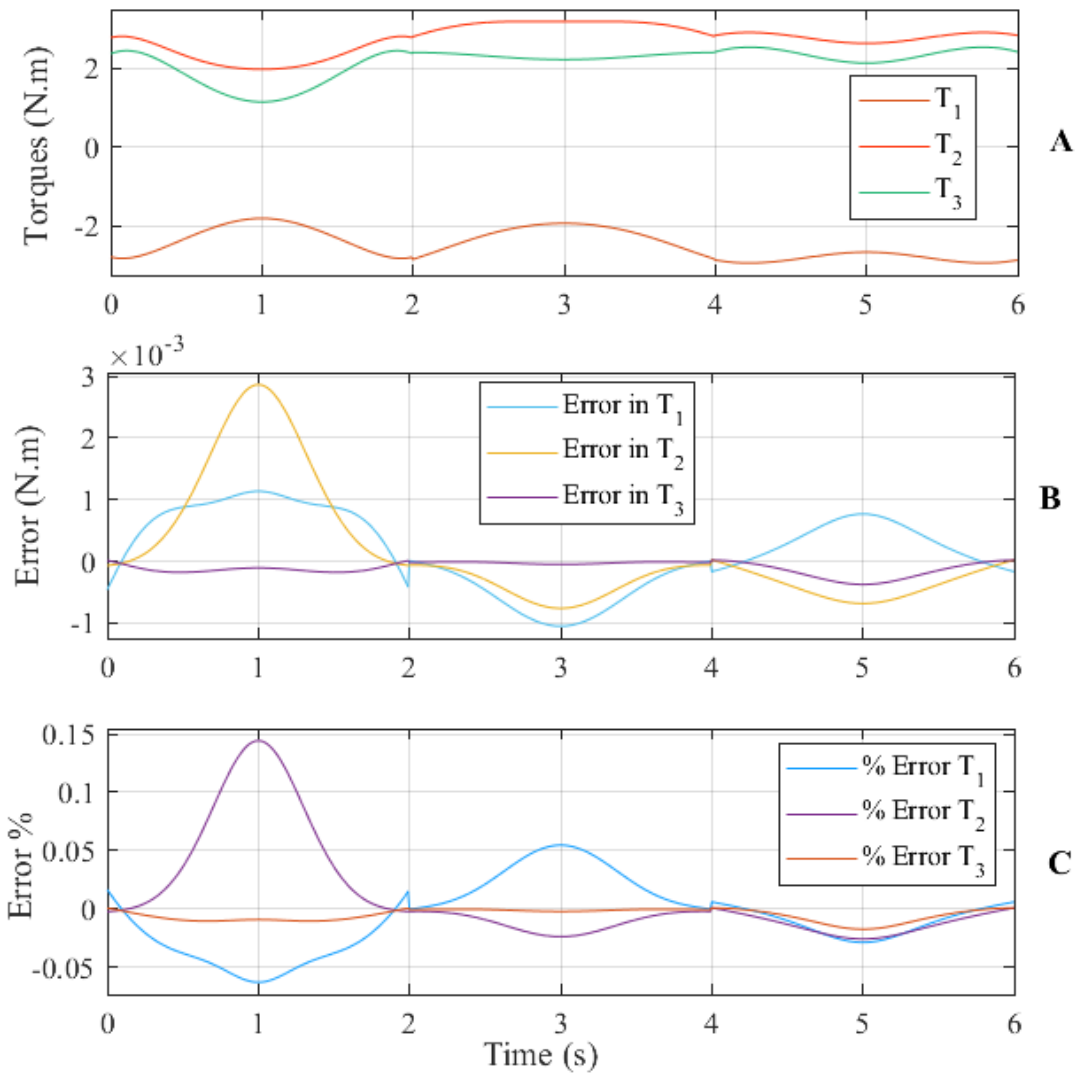 Torques (N.m)
2
0
-2
T1
T2
T3
A
0 1 2 3 4 5 6
×10-3
Error (N.m)
3
2
1
0
-1
Error in T1
Error in T2
Error in T3
B
0 1 2 3 4 5 6
Error %
0.15
0.1
0.05
0
-0.05
% Error T1
% Error T2
% Error T3
C
0 1 2 3 4 5 6
Time (s)